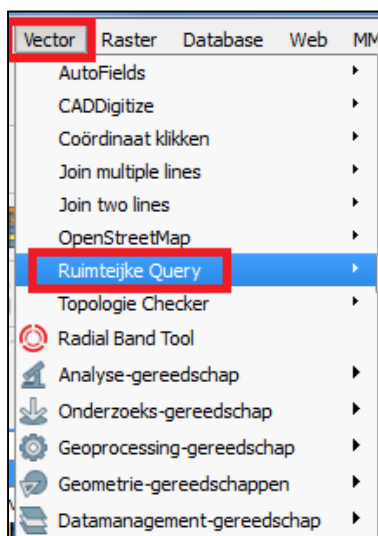 Vector Raster Database Web MM
AutoFields
CADDigitize
Coördinaat klikken
Join multiple lines
Join two lines
OpenStreetMap
Ruimteijke Query
Topologie Checker
Radial Band Tool
Analyse-gereedschap
Onderzoeks-gereedschap
Geoprocessing-gereedschap
Geometrie-gereedschappen
Datamanagement-gereedschap